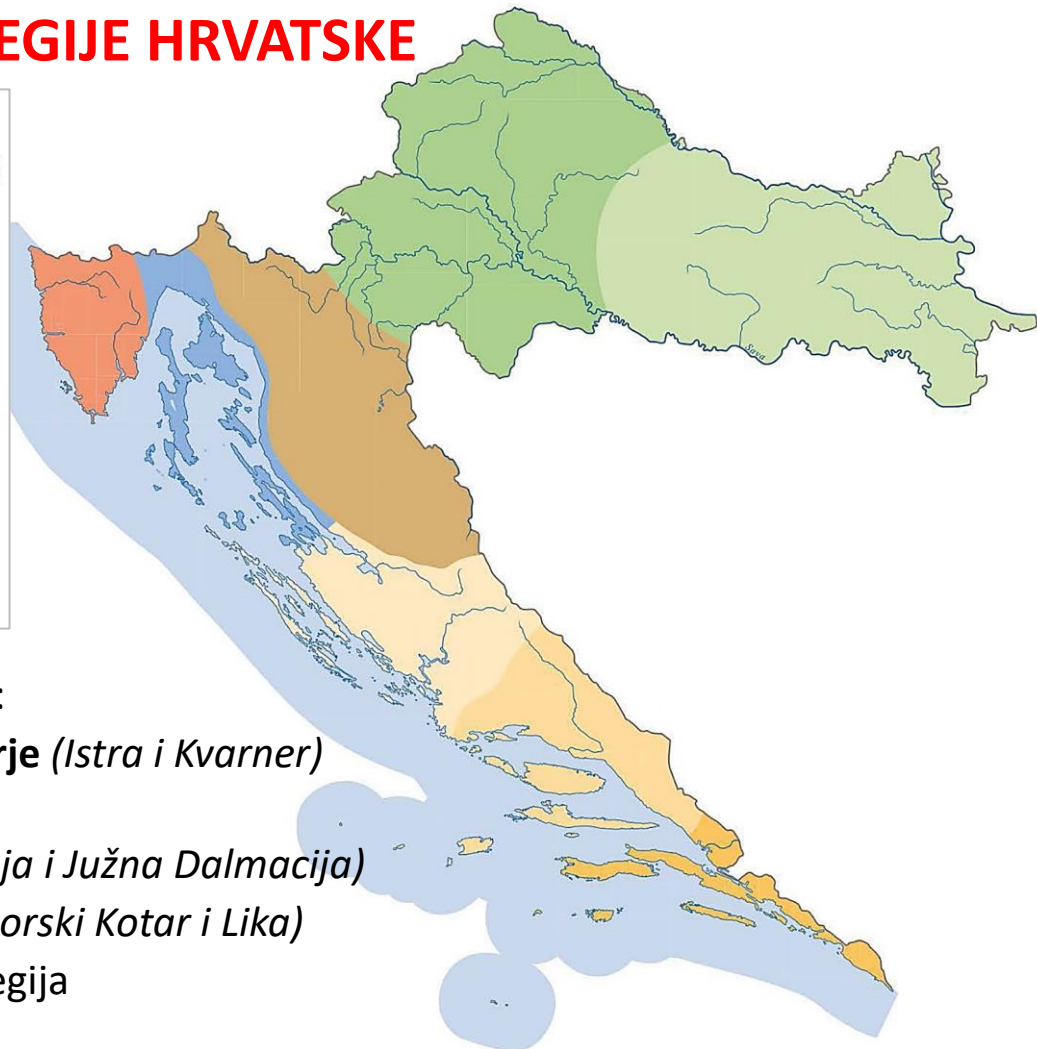 EGIJE HRVATSKE
Sava
:
rje (Istra i Kvarner)
ja i Južna Dalmacija)
orski Kotar i Lika)
egija